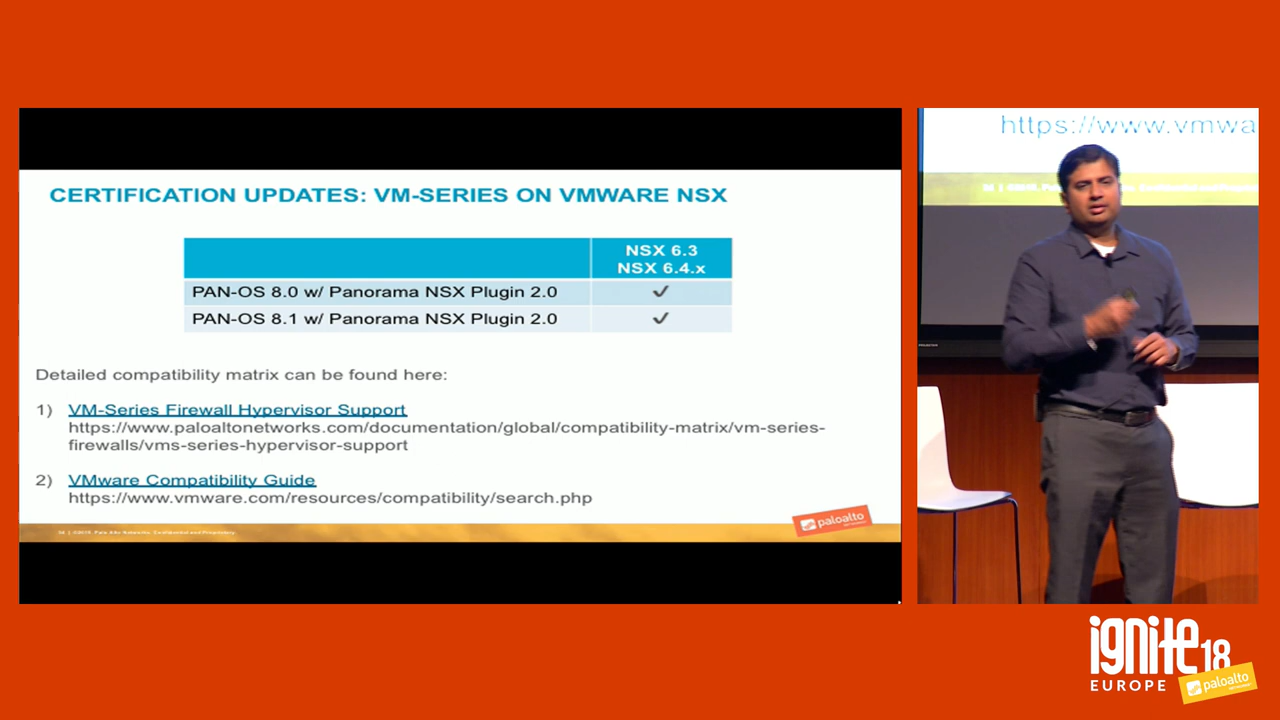 CERTIFICATION UPDATES: VM-SERIES ON VMWARE NSX
NSX 6.3
NSX 6.4.x
PAN-OS 8.0 w/ Panorama NSX Plugin 2.0 ✓
PAN-OS 8.1 w/ Panorama NSX Plugin 2.0 ✓
Detailed compatibility matrix can be found here:
1) VM-Series Firewall Hypervisor Support
https://www.paloaltonetworks.com/documentation/global/compatibility-matrix/vm-series-
firewalls/vms-series-hypervisor-support
2) VMware Compatibility Guide
https://www.vmware.com/resources/compatibility/search.php
paloalto
https://www.vmwa
ignite18
EUROPE
paloalto